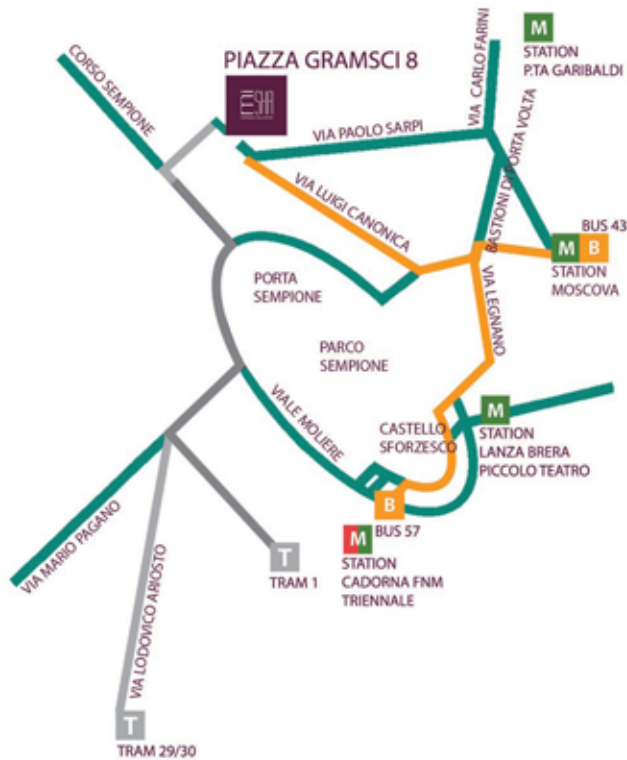 PIAZZA GRAMSCI 8
M
STATION
P.TA GARIBALDI
CORSO SEMPIONE
ESHA
VIA CARLO FARINI
VIA PAOLO SARPI
BASTIONI DI PORTA VOLTA
VIA LUIGI CANONICA
BUS 43
M B
STATION
MOSCOVA
PORTA
SEMPIONE
VIA LEGNANO
PARCO
SEMPIONE
VIALE MOLIERE
CASTELLO
SFORZESCO
M
STATION
LANZA BRERA
PICCOLO TEATRO
B
BUS 57
M
STATION
CADORNA FNM
TRIENNALE
T
TRAM 1
VIA MARIO PAGANO
VIA LODOVICO ARIOSTO
T
TRAM 29/30